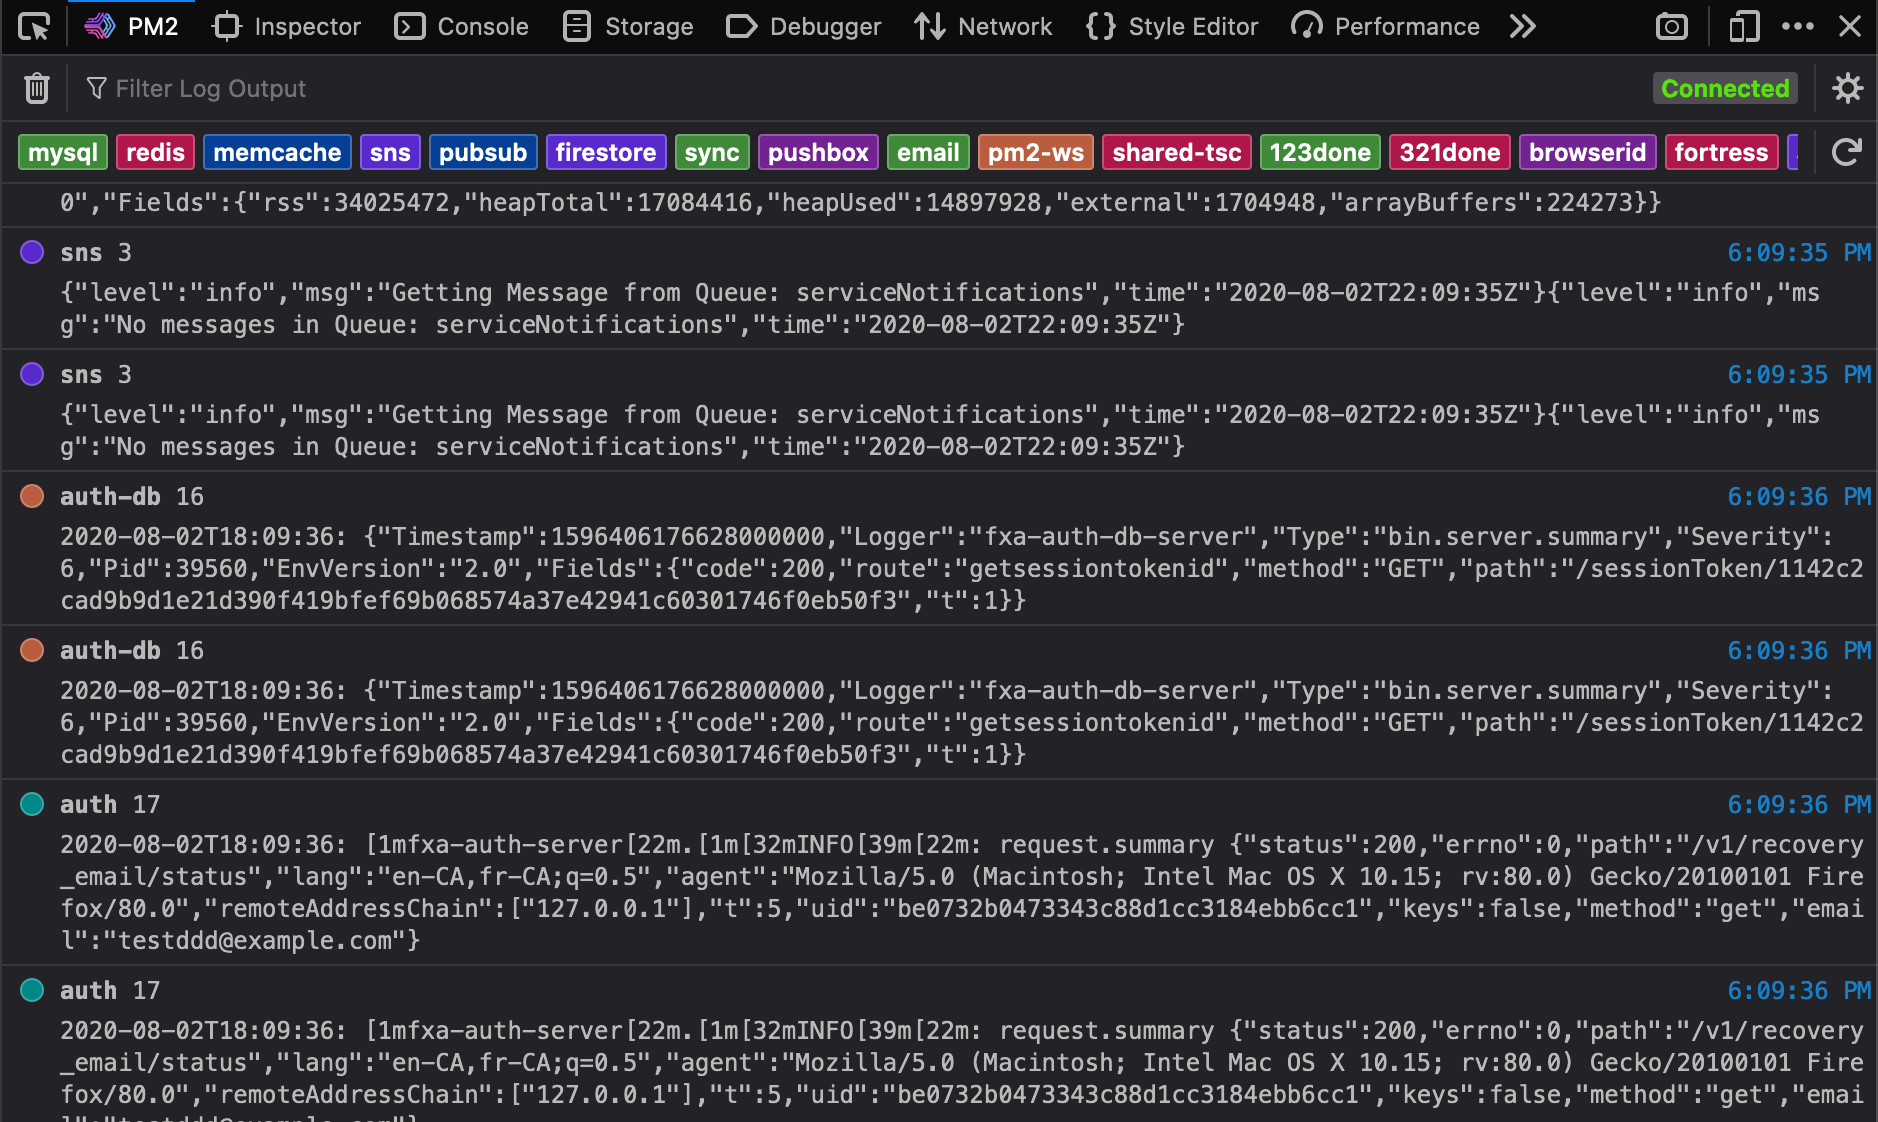 PM2 Inspector Console Storage Debugger Network Style Editor Performance
Filter Log Output Connected
mysql redis memcache sns pubsub firestore sync pushbox email pm2-ws shared-tsc 123done 321done browserid fortress
0","Fields":{"rss":34025472,"heapTotal":17084416,"heapUsed":14897928,"external":1704948,"arrayBuffers":224273}}
sns 3 6:09:35 PM
{"level":"info","msg":"Getting Message from Queue: serviceNotifications","time":"2020-08-02T22:09:35Z"}{"level":"info","ms
g":"No messages in Queue: serviceNotifications","time":"2020-08-02T22:09:35Z"}
sns 3 6:09:35 PM
{"level":"info","msg":"Getting Message from Queue: serviceNotifications","time":"2020-08-02T22:09:35Z"}{"level":"info","ms
g":"No messages in Queue: serviceNotifications","time":"2020-08-02T22:09:35Z"}
auth-db 16 6:09:36 PM
2020-08-02T18:09:36: {"Timestamp":1596406176628000000,"Logger":"fxa-auth-db-server","Type":"bin.server.summary","Severity":
6,"Pid":39560,"EnvVersion":"2.0","Fields":{"code":200,"route":"getsessiontokenid","method":"GET","path":"/sessionToken/1142c2
cad9b9d1e21d390f419bfef69b068574a37e42941c60301746f0eb50f3","t":1}}
auth-db 16 6:09:36 PM
2020-08-02T18:09:36: {"Timestamp":1596406176628000000,"Logger":"fxa-auth-db-server","Type":"bin.server.summary","Severity":
6,"Pid":39560,"EnvVersion":"2.0","Fields":{"code":200,"route":"getsessiontokenid","method":"GET","path":"/sessionToken/1142c2
cad9b9d1e21d390f419bfef69b068574a37e42941c60301746f0eb50f3","t":1}}
auth 17 6:09:36 PM
2020-08-02T18:09:36: [1mfxa-auth-server[22m.[1m[32mINFO[39m[22m: request.summary {"status":200,"errno":0,"path":"/v1/recovery
_email/status","lang":"en-CA,fr-CA;q=0.5","agent":"Mozilla/5.0 (Macintosh; Intel Mac OS X 10.15; rv:80.0) Gecko/20100101 Fire
fox/80.0","remoteAddressChain":["127.0.0.1"],"t":5,"uid":"be0732b0473343c88d1cc3184ebb6cc1","keys":false,"method":"get","emai
l":"testddd@example.com"}
auth 17 6:09:36 PM
2020-08-02T18:09:36: [1mfxa-auth-server[22m.[1m[32mINFO[39m[22m: request.summary {"status":200,"errno":0,"path":"/v1/recovery
_email/status","lang":"en-CA,fr-CA;q=0.5","agent":"Mozilla/5.0 (Macintosh; Intel Mac OS X 10.15; rv:80.0) Gecko/20100101 Fire
fox/80.0","remoteAddressChain":["127.0.0.1"],"t":5,"uid":"be0732b0473343c88d1cc3184ebb6cc1","keys":false,"method":"get","emai